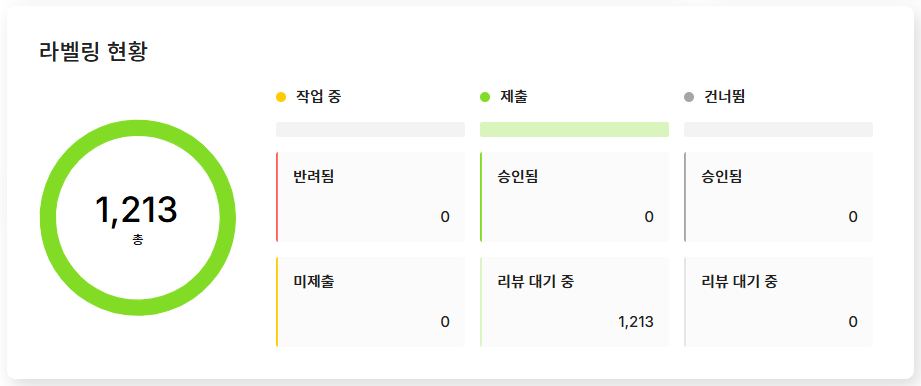 라벨링 현황
1,213
총
작업 중
반려됨
0
미제출
0
제출
승인됨
0
리뷰 대기 중
1,213
건너뜀
승인됨
0
리뷰 대기 중
0